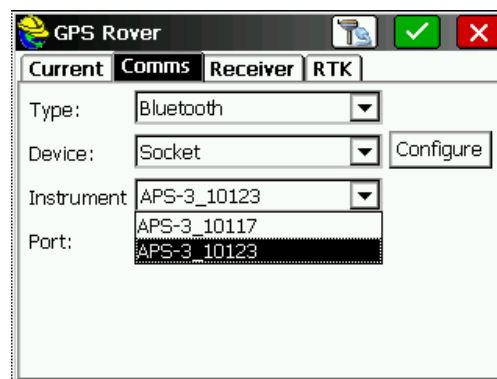 GPS Rover
Current Comms Receiver RTK
Type: Bluetooth
Device: Socket Configure
Instrument APS-3_10123
APS-3_10117
Port: APS-3_10123